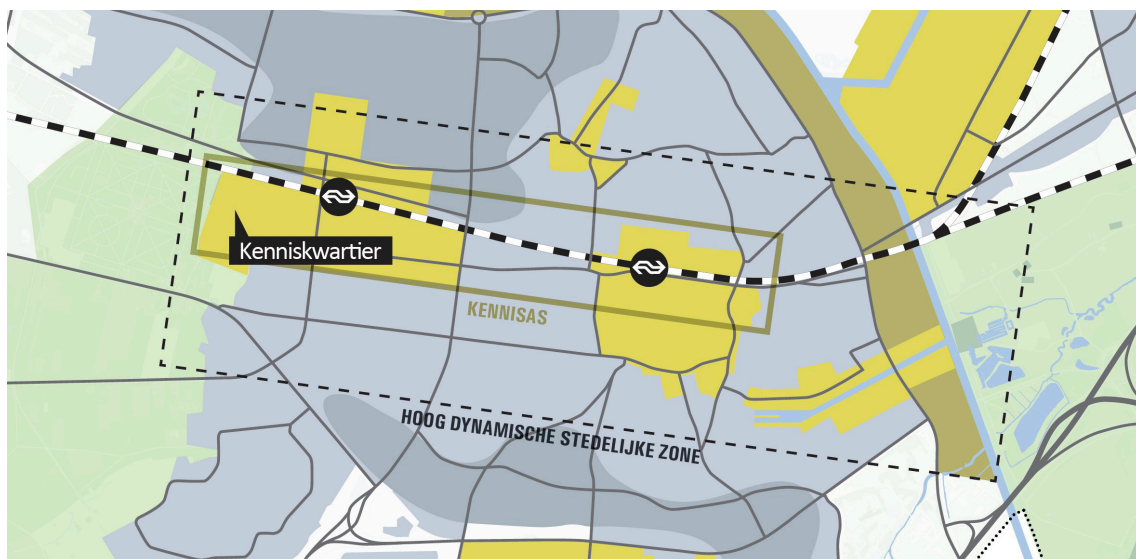 Kenniskwartier
KENNISAS
HOOG DYNAMISCHE STEDELIJKE ZONE